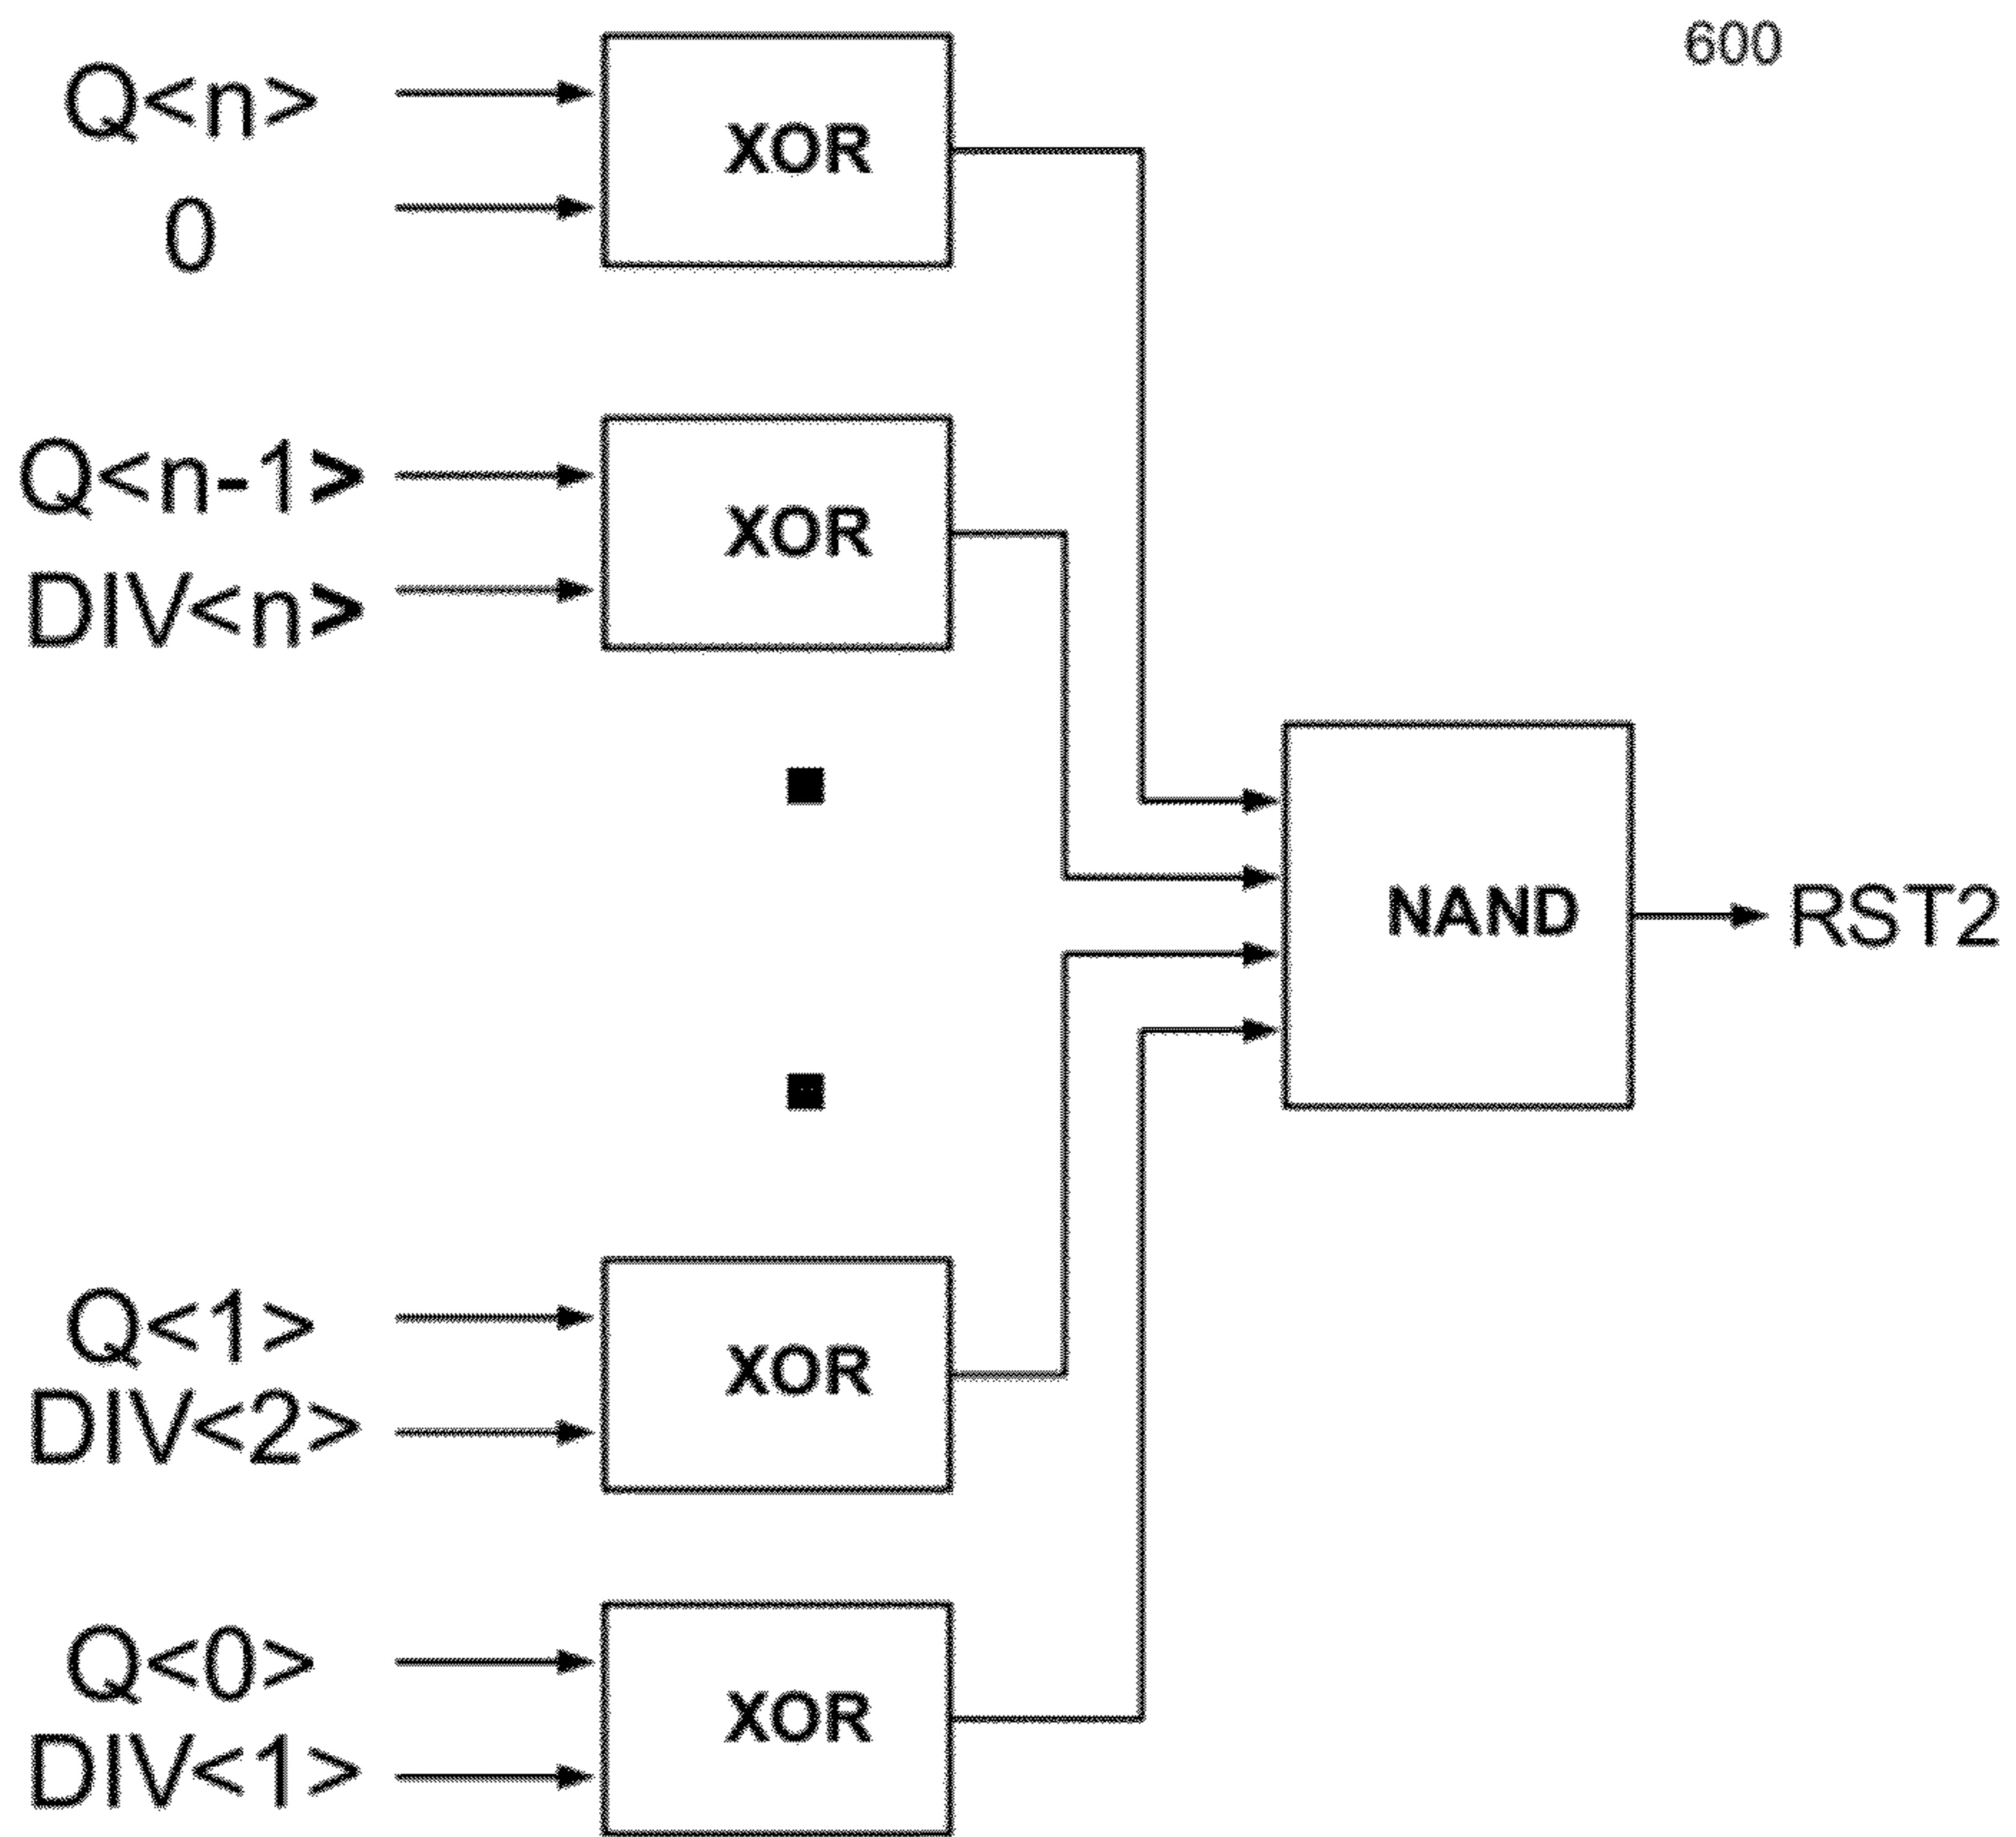 600
Q<n>
0
XOR
Q<n-1>
DIV<n>
XOR
NAND
RST2
Q<1>
DIV<2>
XOR
Q<0>
DIV<1>
XOR